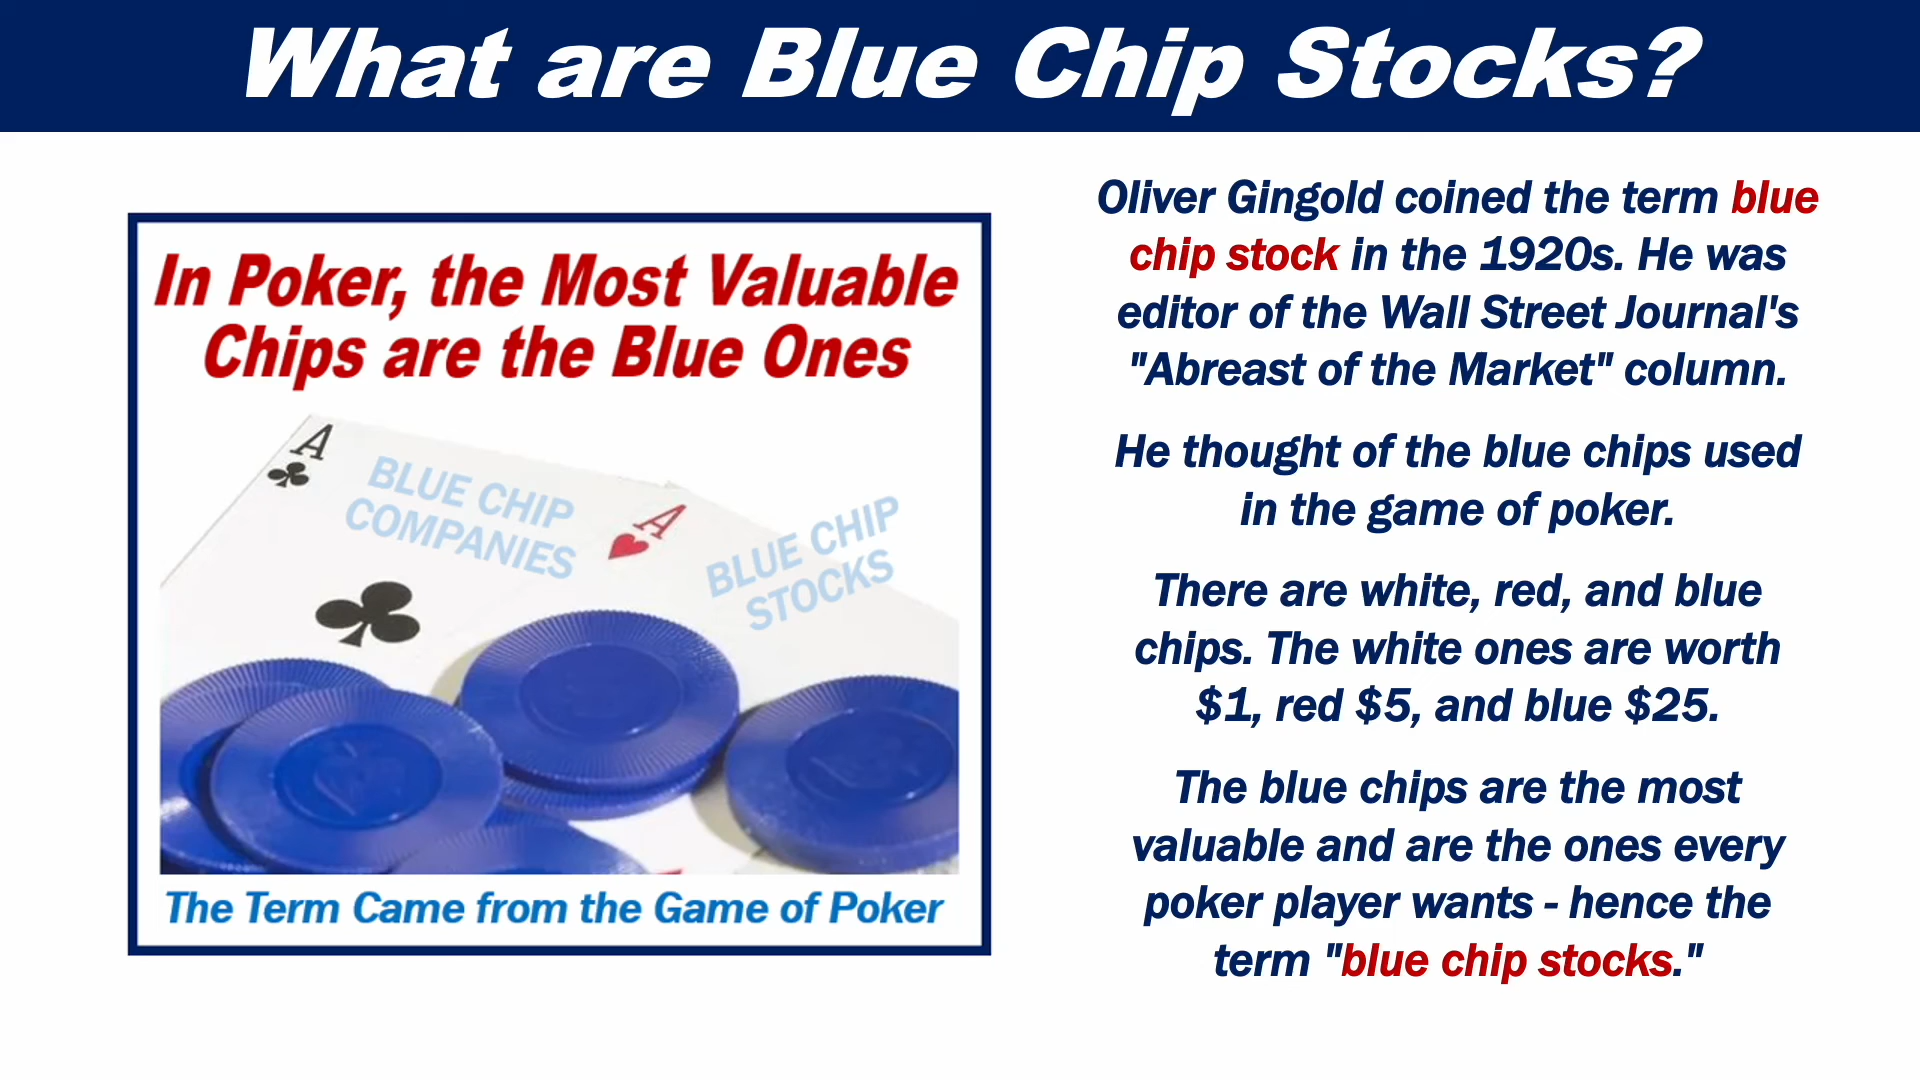 What are Blue Chip Stocks?
In Poker, the Most Valuable
Chips are the Blue Ones
A
BLUE CHIP
COMPANIES
A
BLUE CHIP
STOCKS
The Term Came from the Game of Poker
Oliver Gingold coined the term blue
chip stock in the 1920s. He was
editor of the Wall Street Journal's
"Abreast of the Market" column.
He thought of the blue chips used
in the game of poker.
There are white, red, and blue
chips. The white ones are worth
$1, red $5, and blue $25.
The blue chips are the most
valuable and are the ones every
poker player wants - hence the
term "blue chip stocks."